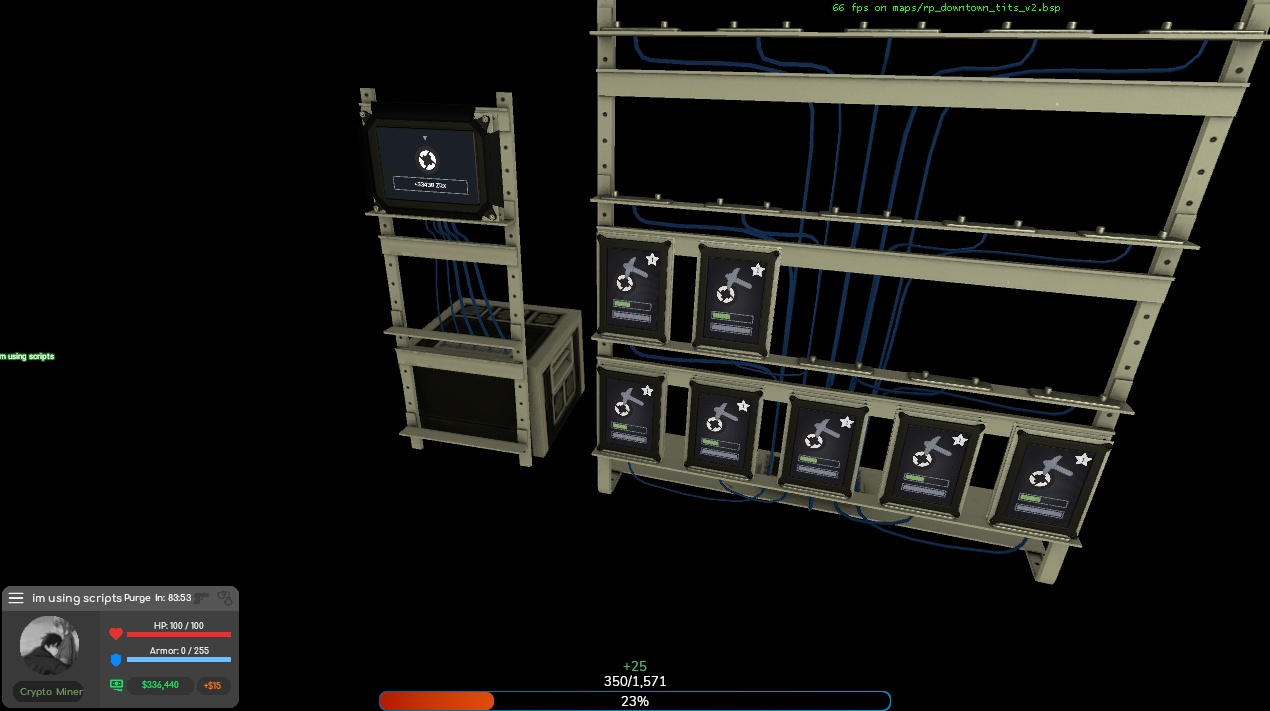 66 fps on maps/rp_downtown_tits_v2.bsp
im using scripts
im using scripts Purge In: 83:53
HP: 100 / 100
Armor: 0 / 255
Crypto Miner
$336,440
+$15
+25
350/1,571
23%